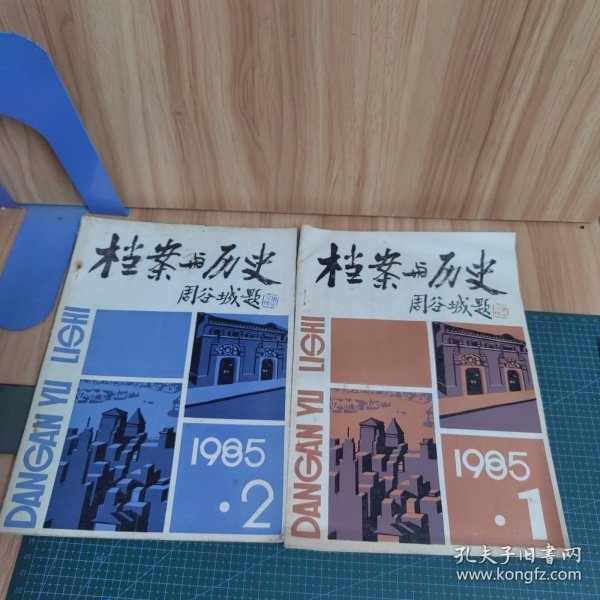 档案与历史
周谷城题
DANGAN YU LISHI
1985
·2
档案与历史
周谷城题
DANGAN YU LISHI
1985
·1
孔夫子旧书网
www.kongfz.com